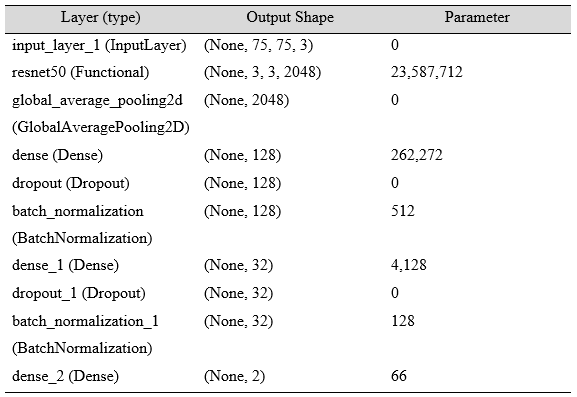 Layer (type) Output Shape Parameter
input_layer_1 (InputLayer) (None, 75, 75, 3) 0
resnet50 (Functional) (None, 3, 3, 2048) 23,587,712
global_average_pooling2d (None, 2048) 0
(GlobalAveragePooling2D)
dense (Dense) (None, 128) 262,272
dropout (Dropout) (None, 128) 0
batch_normalization (None, 128) 512
(BatchNormalization)
dense_1 (Dense) (None, 32) 4,128
dropout_1 (Dropout) (None, 32) 0
batch_normalization_1 (None, 32) 128
(BatchNormalization)
dense_2 (Dense) (None, 2) 66